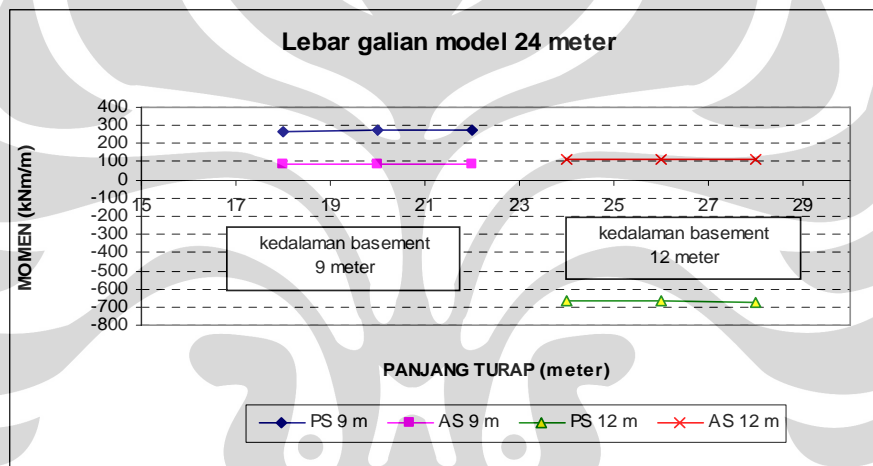 Lebar galian model 24 meter
MOMEN (kNm/m)
400
300
200
100
0
-100
-200
-300
-400
-500
-600
-700
-800
15 17 19 21 23 25 27 29
kedalaman basement
9 meter
kedalaman basement
12 meter
PANJANG TURAP (meter)
PS 9 m AS 9 m PS 12 m AS 12 m